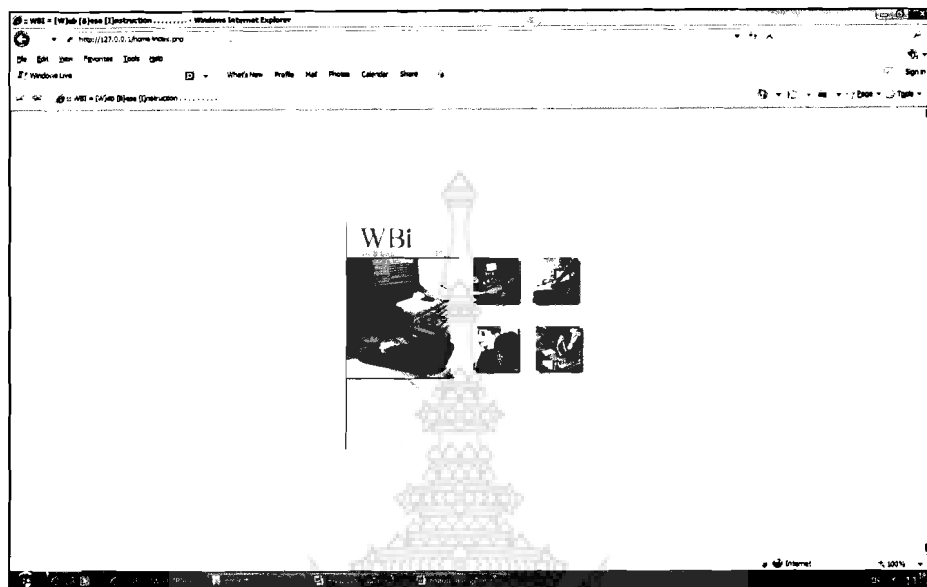 :: WBI = [W]eb [B]ase [I]nstruction . . . . . . . . . - Windows Internet Explorer
http://127.0.0.1/home/index.php
File Edit View Favorites Tools Help
Windows Live What's New Profile Mail Photos Calendar Share Sign in
:: WBI = [W]eb [B]ase [I]nstruction . . . . . . . . . Page Tools
WBi
Internet 100%